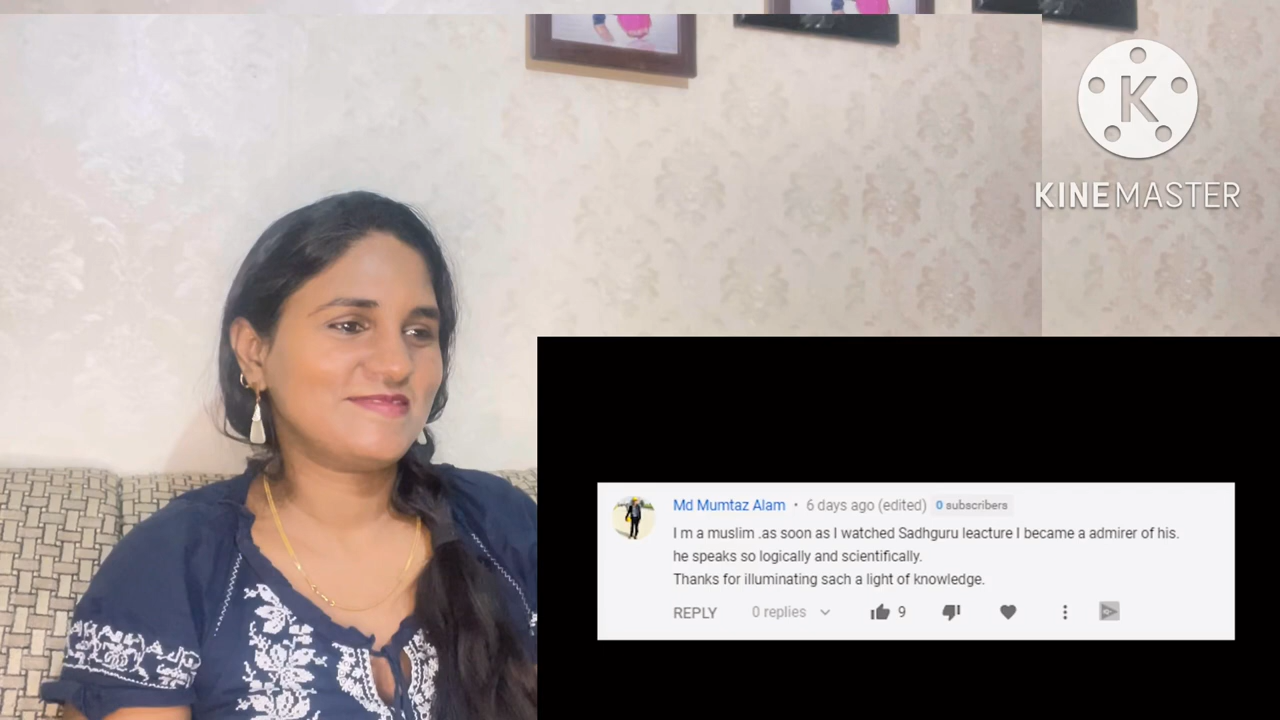 K
KINEMASTER
Md Mumtaz Alam • 6 days ago (edited) 0 subscribers
I m a muslim .as soon as I watched Sadhguru leacture I became a admirer of his.
he speaks so logically and scientifically.
Thanks for illuminating sach a light of knowledge.
REPLY 0 replies 9